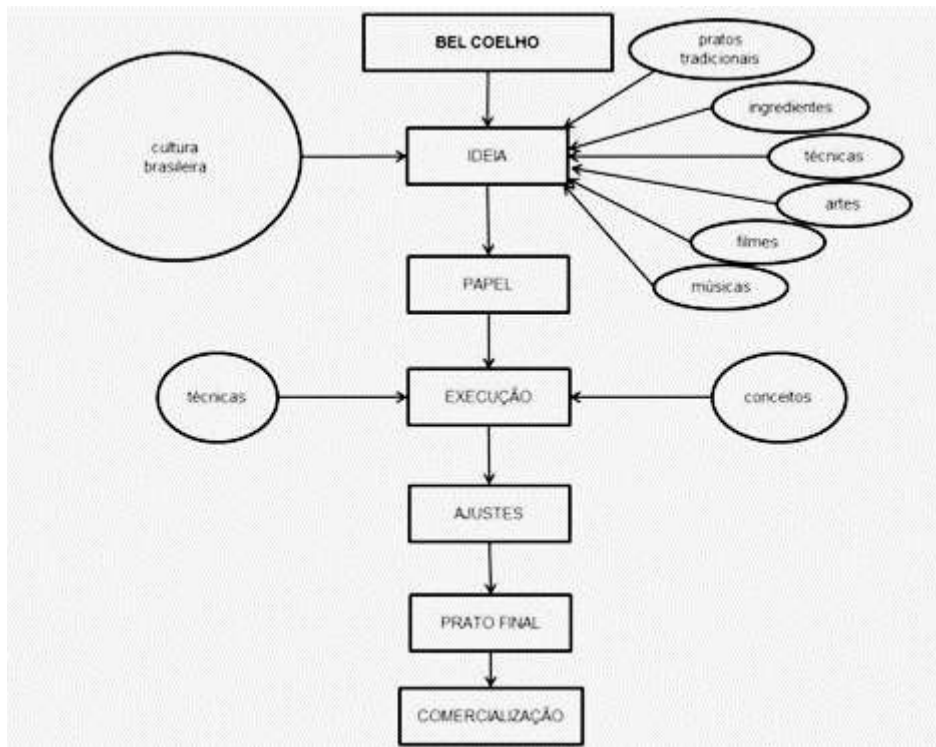 BEL COELHO
pratos
tradicionais
ingredientes
cultura
brasileira
IDEIA
técnicas
artes
filmes
PAPEL
músicas
técnicas
EXECUÇÃO
conceitos
AJUSTES
PRATO FINAL
COMERCIALIZAÇÃO